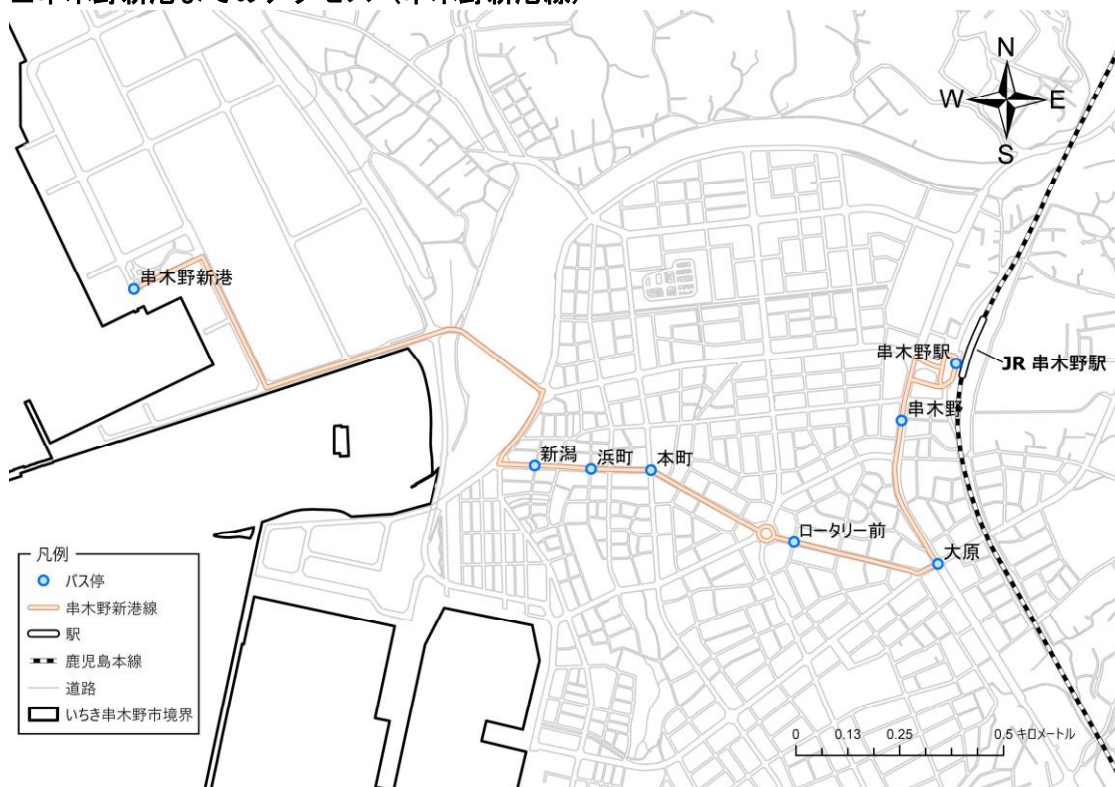 N
W
E
S
串木野新港
串木野駅
JR 串木野駅
串木野
新潟
浜町
本町
ロータリー前
大原
凡例
バス停
串木野新港線
駅
鹿児島本線
道路
いちき串木野市境界
0 0.13 0.25 0.5 キロメートル